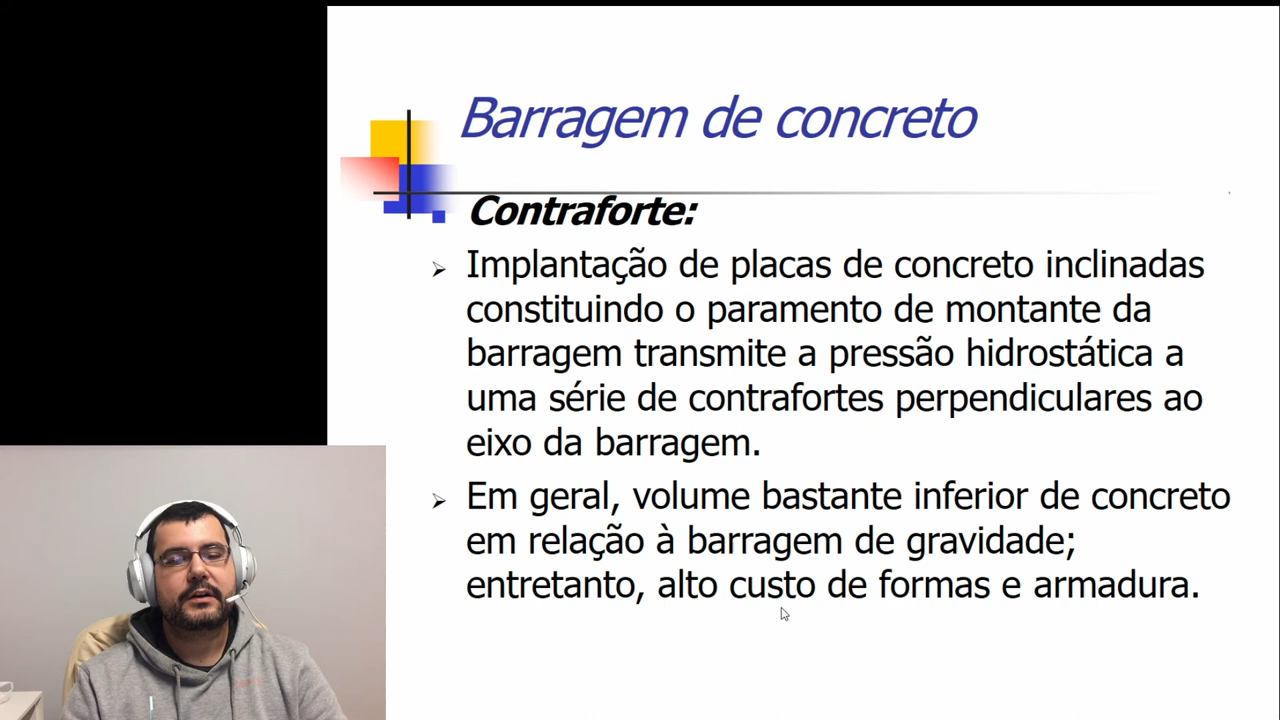 Barragem de concreto
Contraforte:
Implantação de placas de concreto inclinadas
constituindo o paramento de montante da
barragem transmite a pressão hidrostática a
uma série de contrafortes perpendiculares ao
eixo da barragem.
Em geral, volume bastante inferior de concreto
em relação à barragem de gravidade;
entretanto, alto custo de formas e armadura.